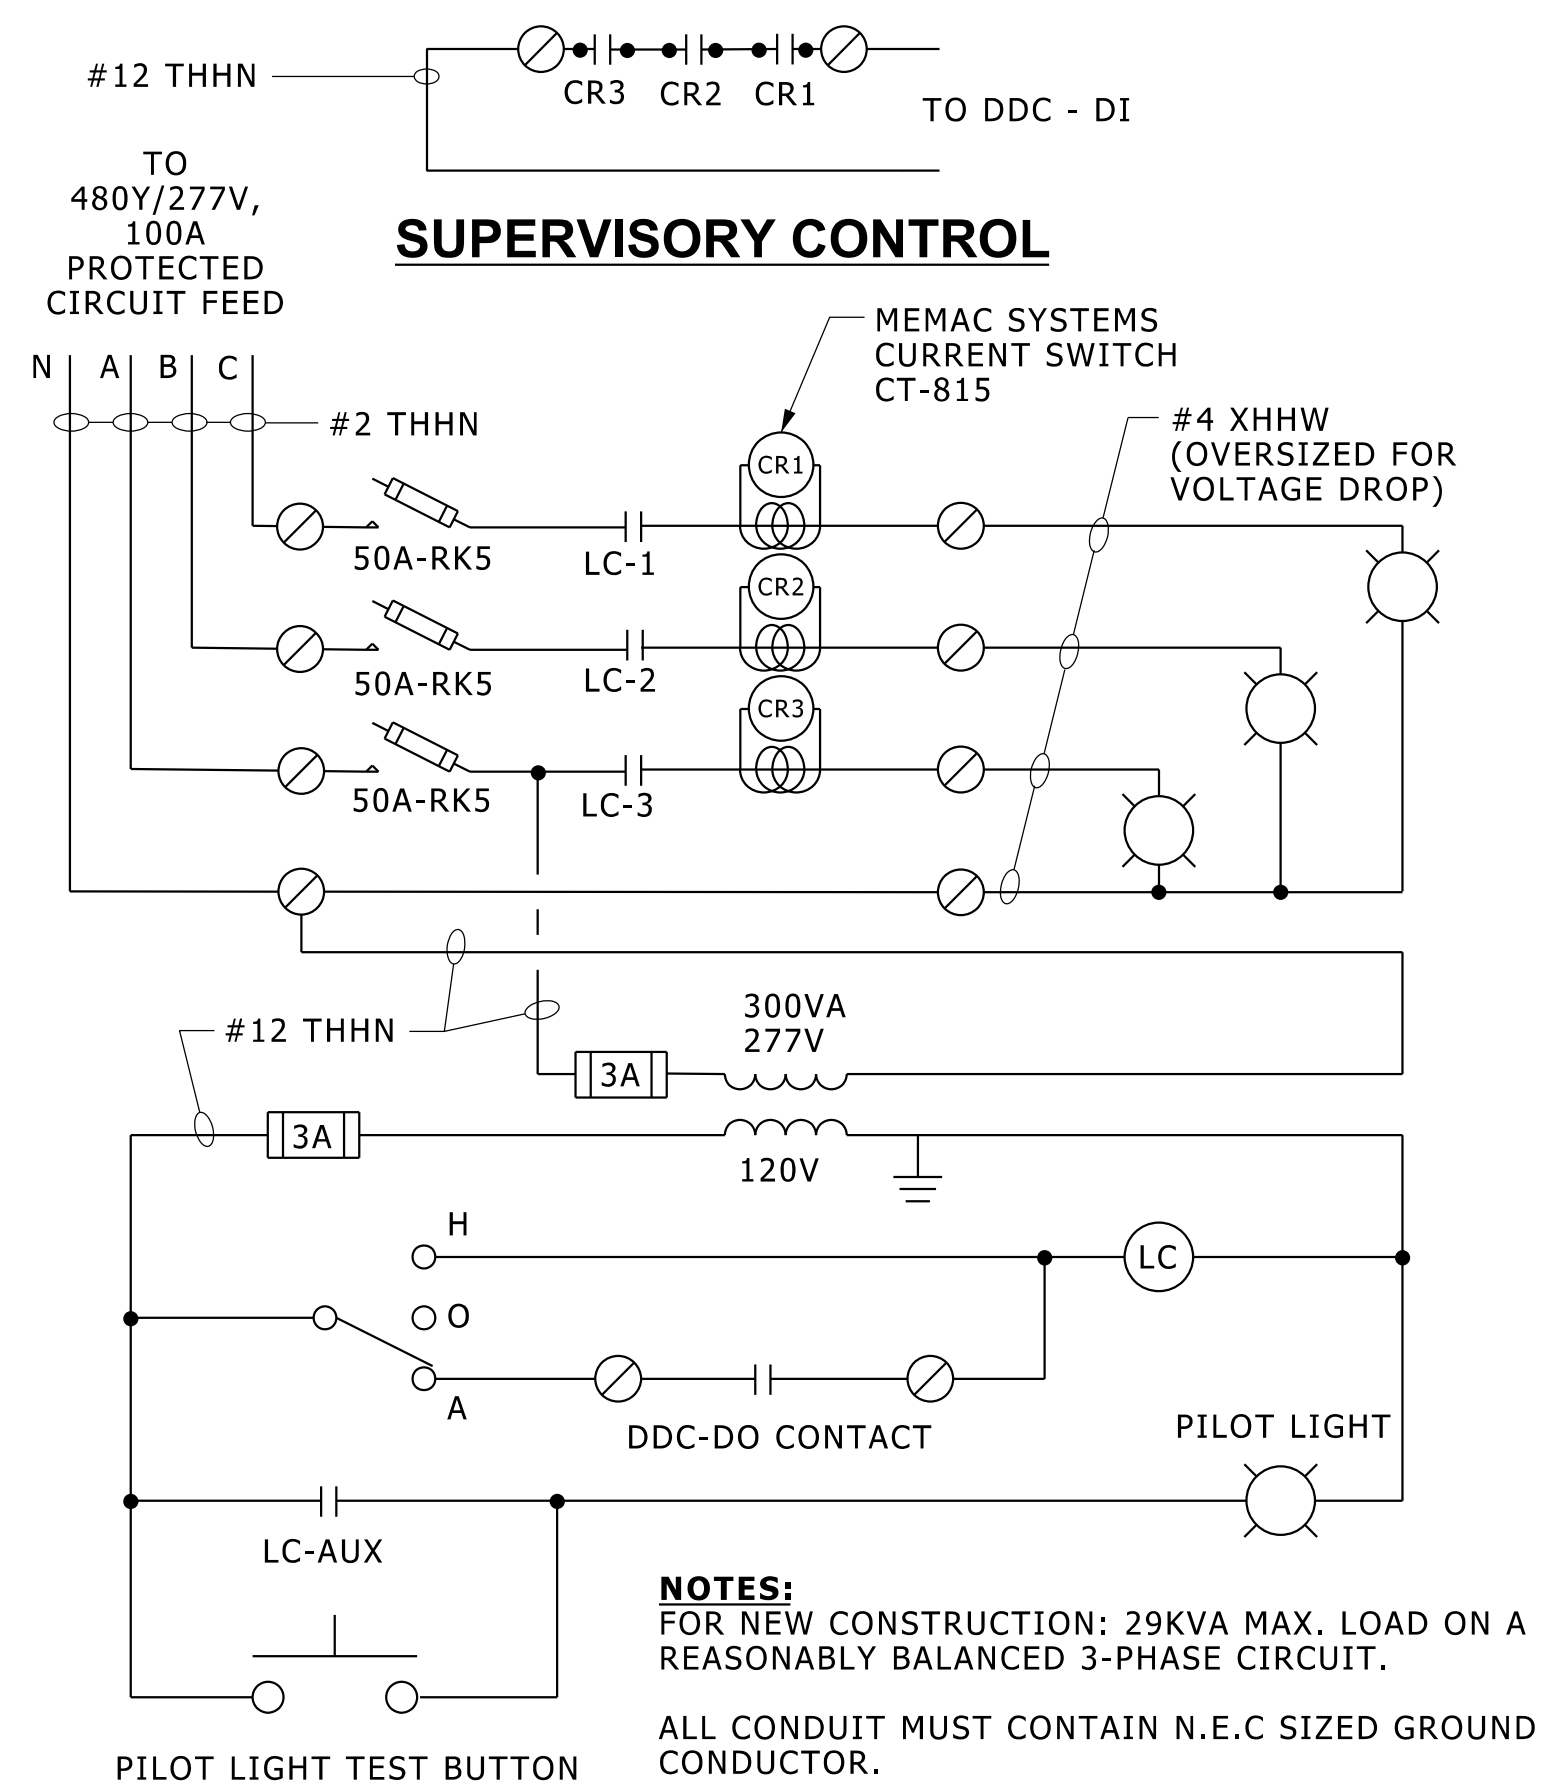 #12 THHN
CR3 CR2 CR1
TO DDC - DI
TO
480Y/277V,
100A
PROTECTED
CIRCUIT FEED
SUPERVISORY CONTROL
MEMAC SYSTEMS
CURRENT SWITCH
CT-815
N A B C
#2 THHN
#4 XHHW
(OVERSIZED FOR
VOLTAGE DROP)
CR1
50A-RK5
LC-1
CR2
50A-RK5
LC-2
CR3
50A-RK5
LC-3
300VA
277V
#12 THHN
3A
3A
120V
H
LC
O
A
DDC-DO CONTACT
PILOT LIGHT
LC-AUX
NOTES:
FOR NEW CONSTRUCTION: 29KVA MAX. LOAD ON A
REASONABLY BALANCED 3-PHASE CIRCUIT.
ALL CONDUIT MUST CONTAIN N.E.C SIZED GROUND
CONDUCTOR.
PILOT LIGHT TEST BUTTON